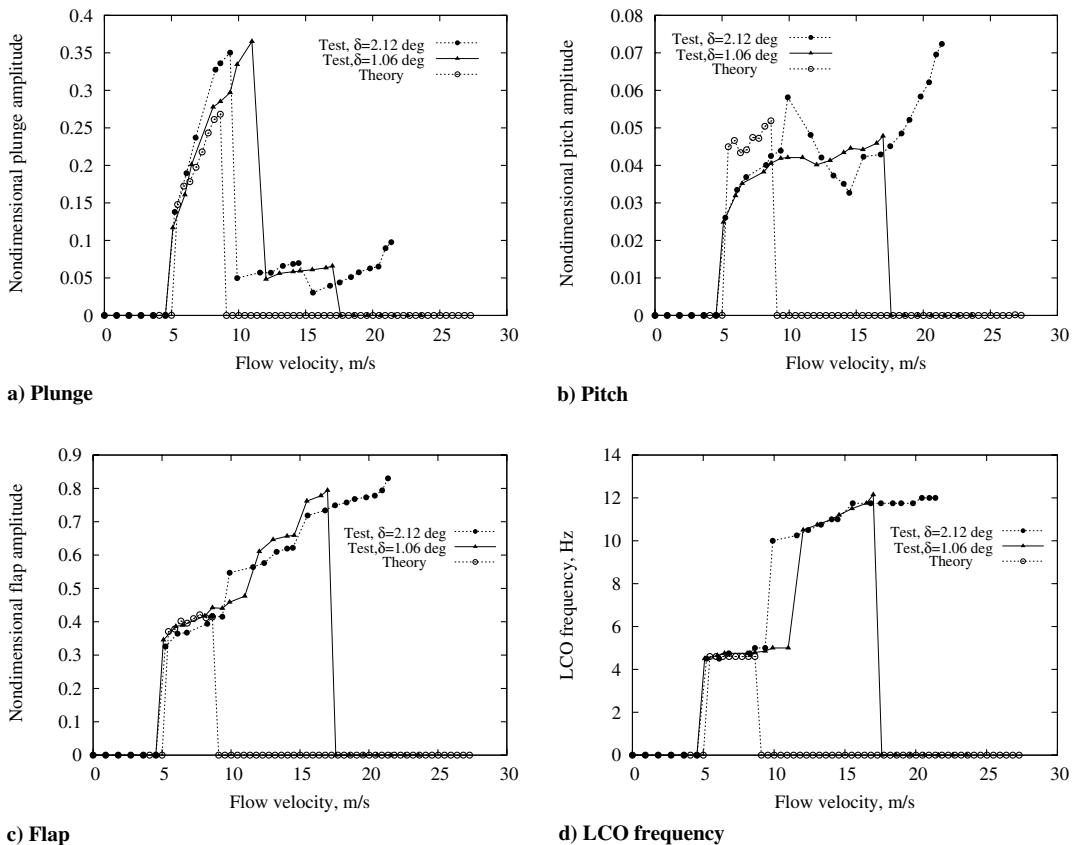 0.4
0.35
0.3
0.25
0.2
0.15
0.1
0.05
0
Nondimensional plunge amplitude
Test, δ=2.12 deg
Test,δ=1.06 deg
Theory
0 5 10 15 20 25 30
Flow velocity, m/s
a) Plunge
0.08
0.07
0.06
0.05
0.04
0.03
0.02
0.01
0.00
Nondimensional pitch amplitude
Test, δ=2.12 deg
Test,δ=1.06 deg
Theory
0 5 10 15 20 25 30
Flow velocity, m/s
b) Pitch
0.9
0.8
0.7
0.6
0.5
0.4
0.3
0.2
0.1
0
Nondimensional flap amplitude
Test, δ=2.12 deg
Test,δ=1.06 deg
Theory
0 5 10 15 20 25 30
Flow velocity, m/s
c) Flap
14
12
10
8
6
4
2
0
LCO frequency, Hz
Test, δ=2.12 deg
Test,δ=1.06 deg
Theory
0 5 10 15 20 25 30
Flow velocity, m/s
d) LCO frequency